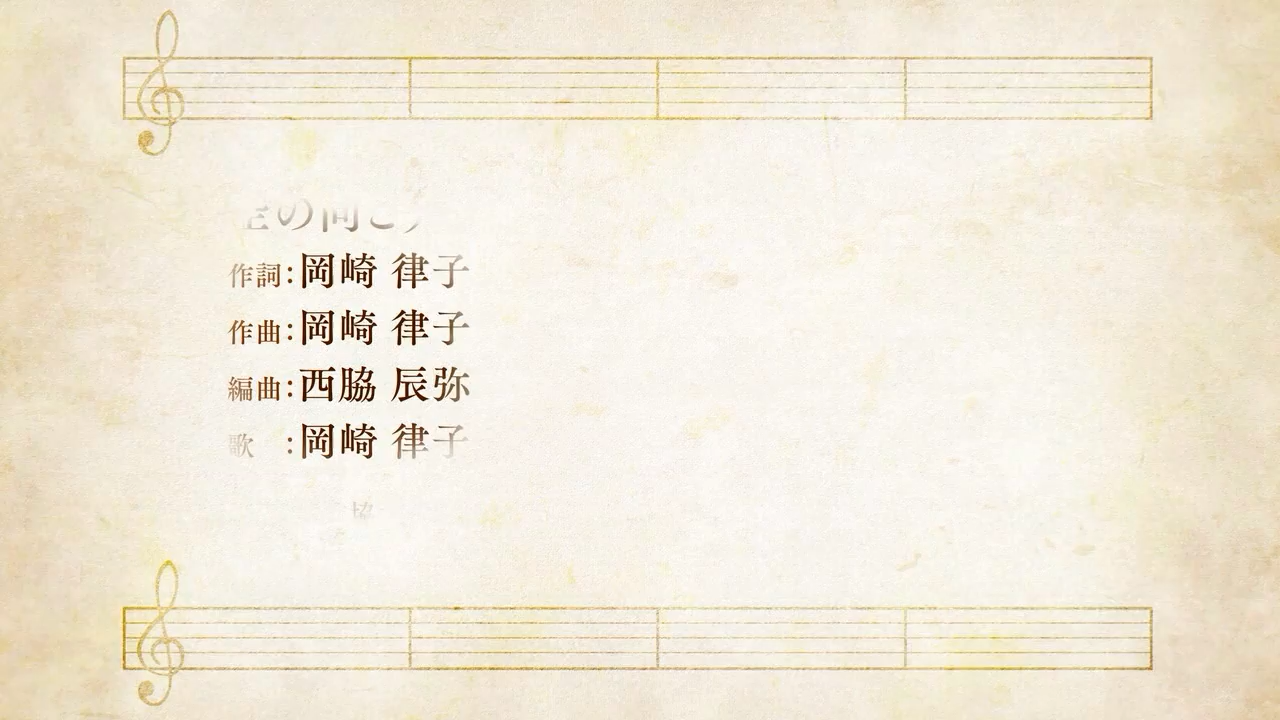 作詞:岡崎 律子
作曲:岡崎 律子
編曲:西脇 辰弥
歌 :岡崎 律子